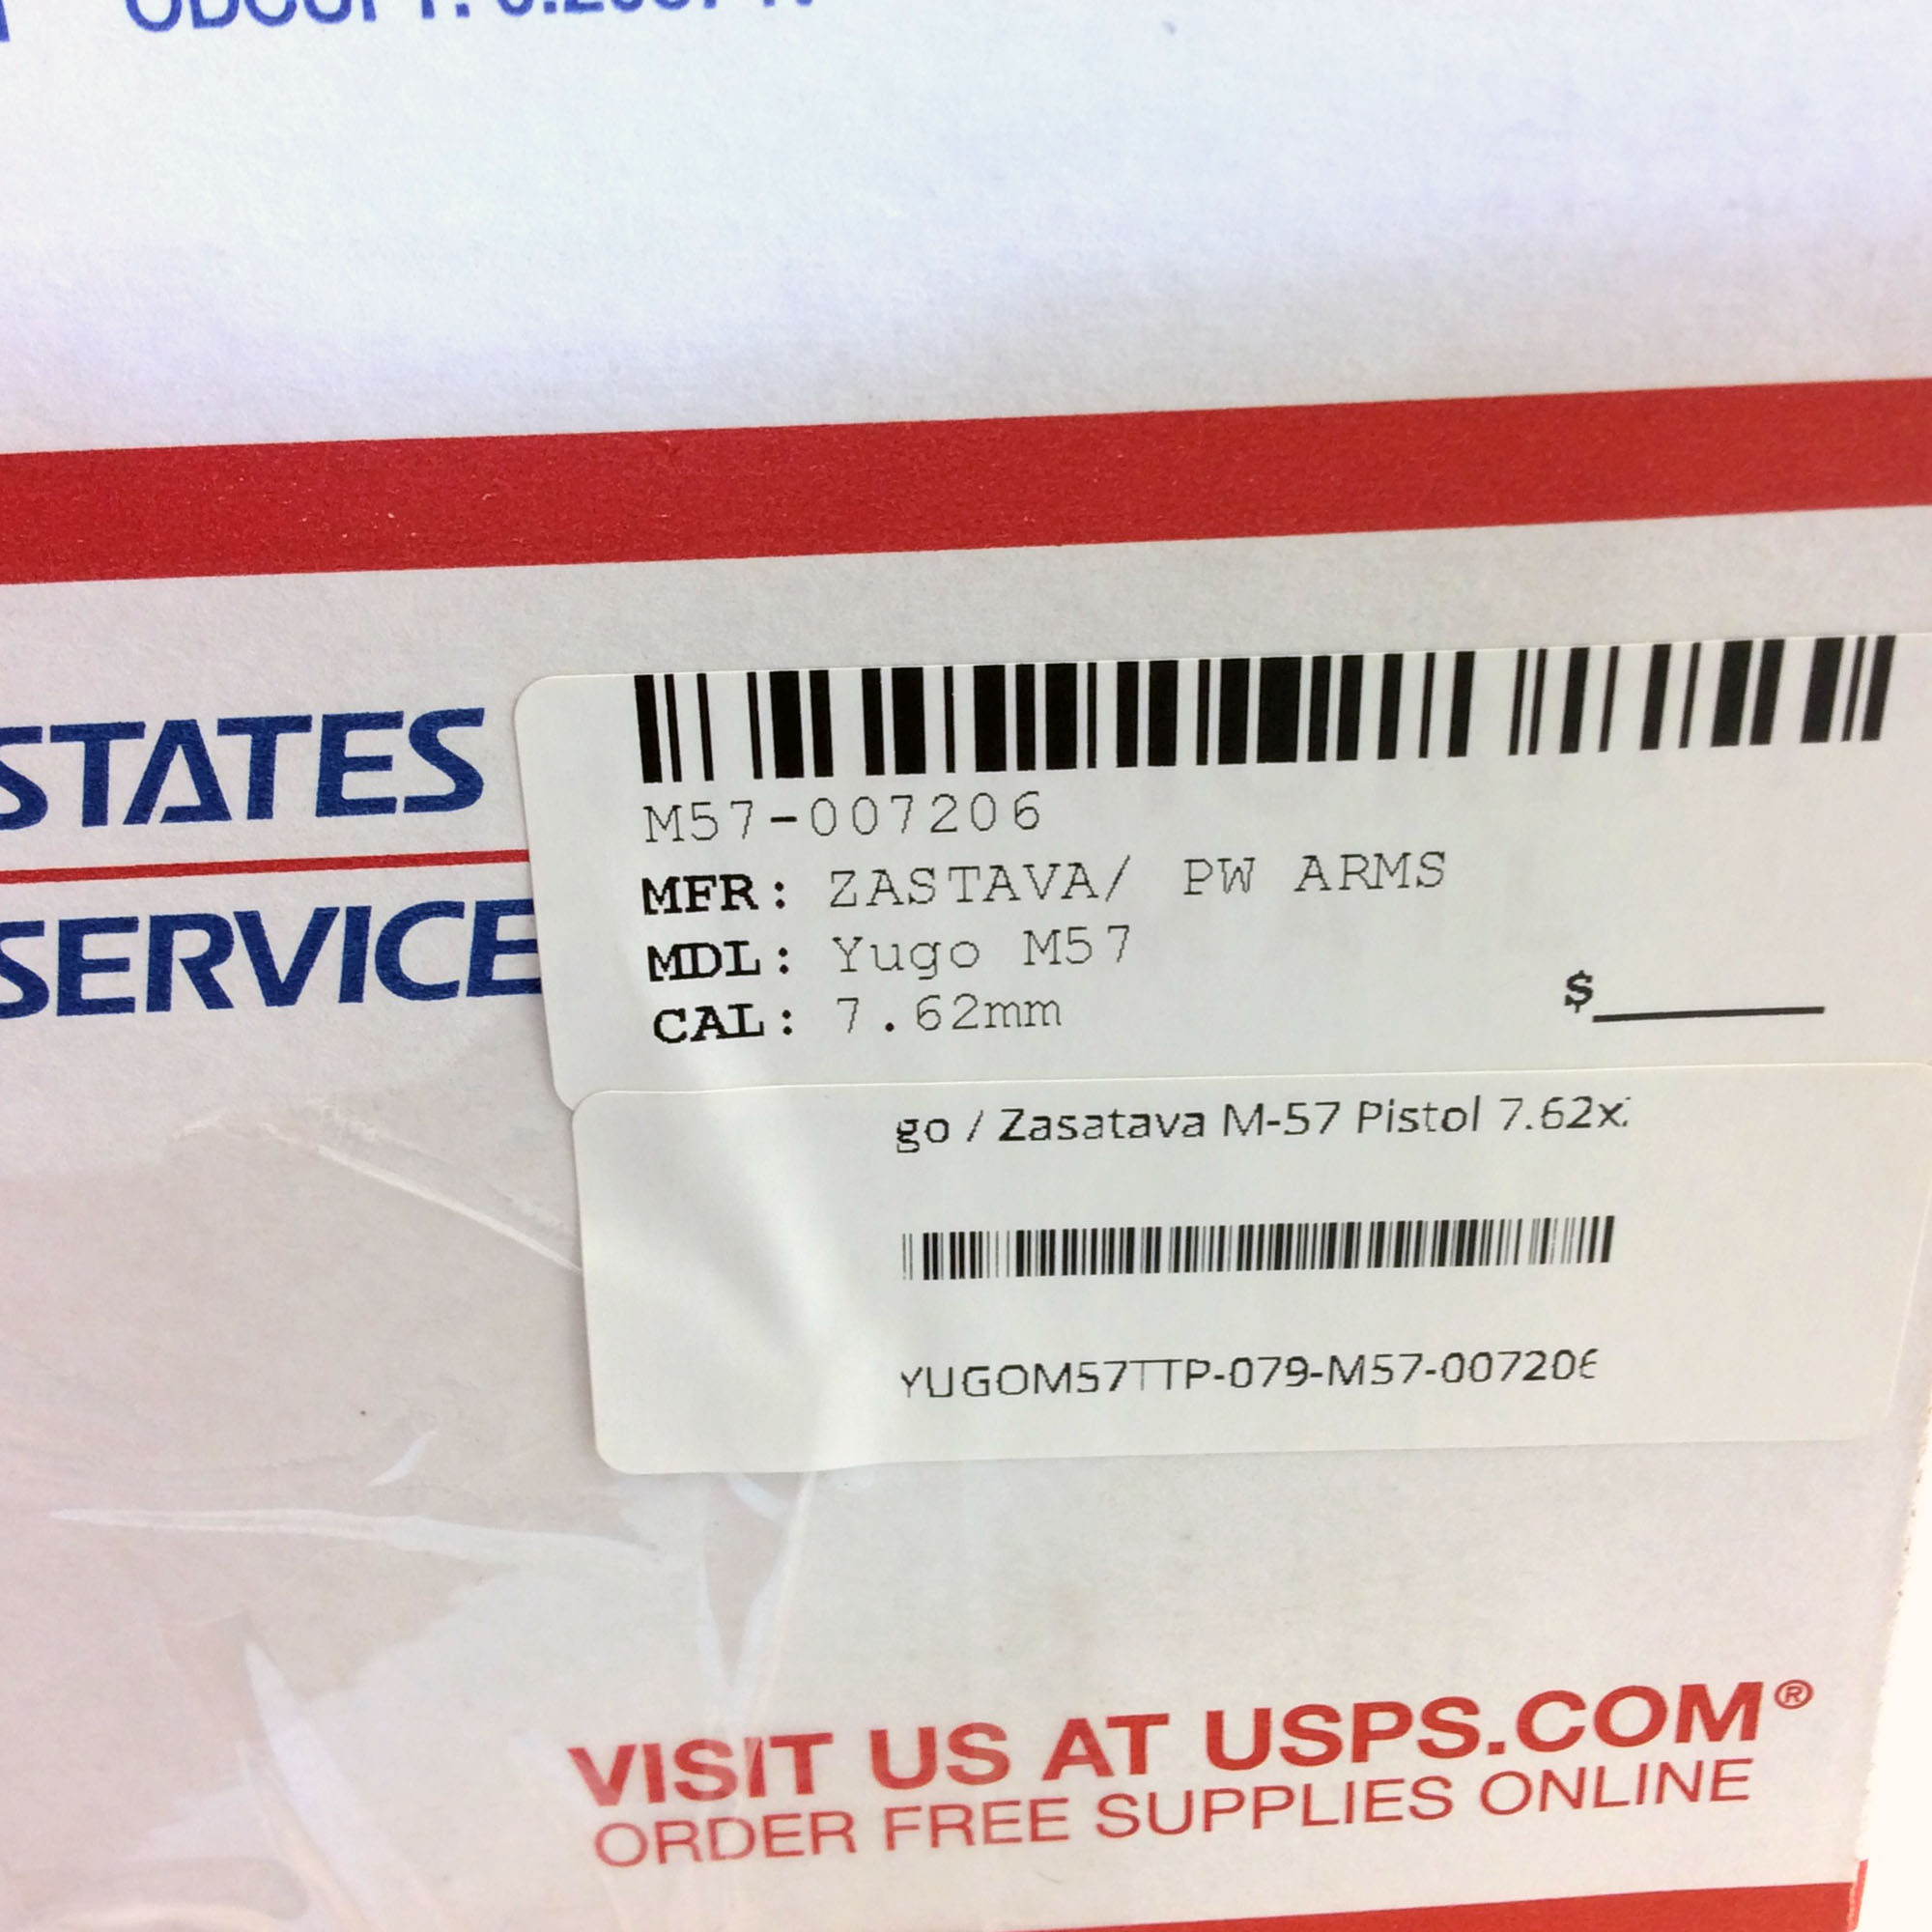 STATES
SERVICE
M57-007206
MFR: ZASTAVA/ PW ARMS
MDL: Yugo M57
CAL: 7.62mm
$
go / Zasatava M-57 Pistol 7.62x
YUGOM57TTP-079-M57-007206
VISIT US AT USPS.COM®
ORDER FREE SUPPLIES ONLINE